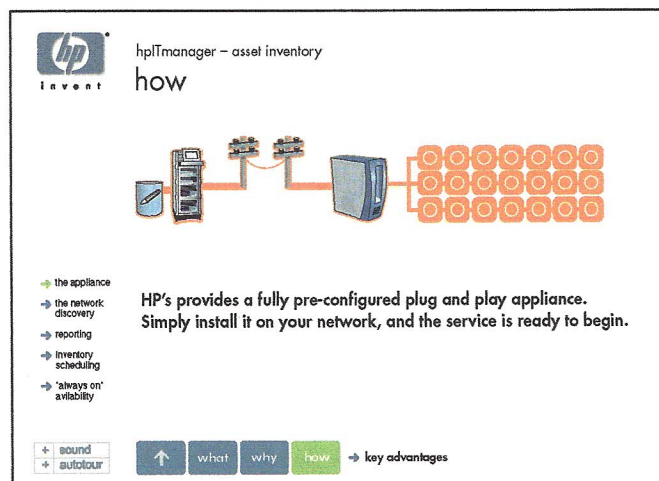 hp
invent
hpITmanager – asset inventory
how
the appliance
the network
discovery
reporting
inventory
scheduling
"always on"
avilability
HP's provides a fully pre-configured plug and play appliance.
Simply install it on your network, and the service is ready to begin.
+ sound
+ autotour
what
why
how
key advantages